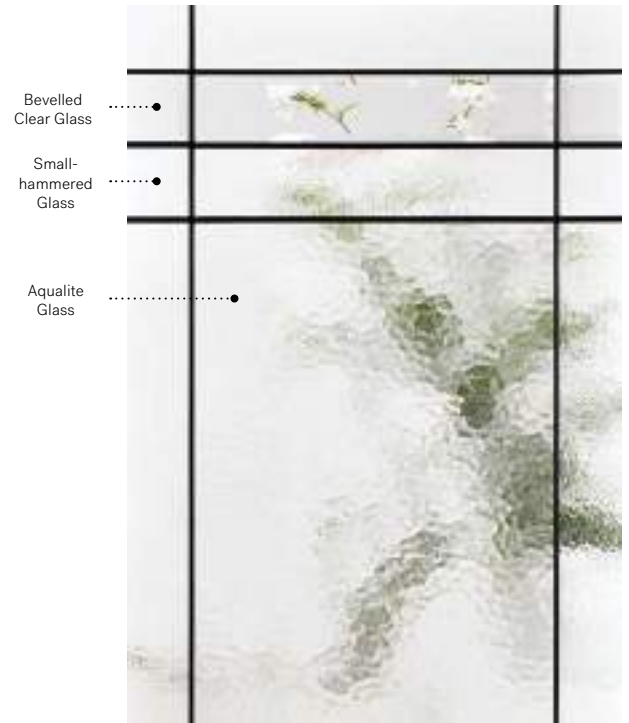 Bevelled
Clear Glass
Small-
hammered
Glass
Aqualite
Glass